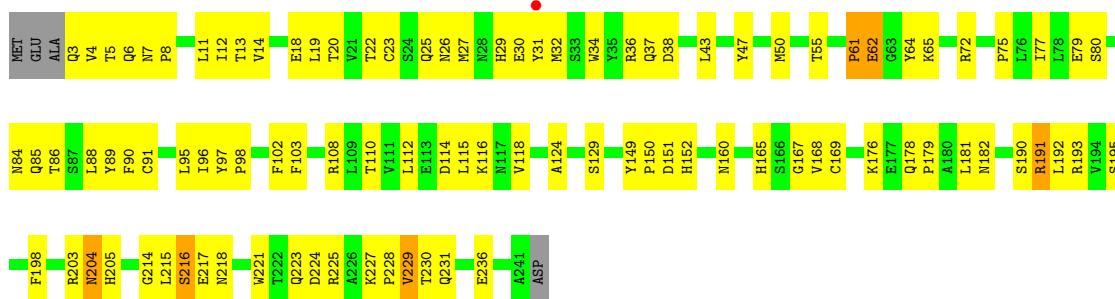 MET GLU ALA Q3 V4 T5 Q6 N7 P8 L11 I12 T13 V14 E18 L19 T20 V21 T22 C23 S24 Q25 N26 M27 N28 H29 E30 Y31 M32 S33 W34 Y35 R36 Q37 D38 L43 Y47 M50 T55 P61 E62 G63 Y64 K65 R72 P75 L76 I77 L78 E79 S80
N84 Q85 T86 S87 L88 Y89 F90 C91 L95 I96 Y97 P98 F102 F103 R108 L109 T110 V111 L112 E113 D114 L115 K116 N117 V118 A124 S129 Y149 P150 D151 H152 N160 H165 S166 G167 V168 C169 K176 E177 Q178 P179 A180 L181 N182 S190 R191 L192 R193 V194 S195
F198 R203 N204 H205 G214 L215 S216 E217 N218 W221 T222 Q223 D224 R225 A226 K227 P228 V229 T230 Q231 E236 A241 ASP